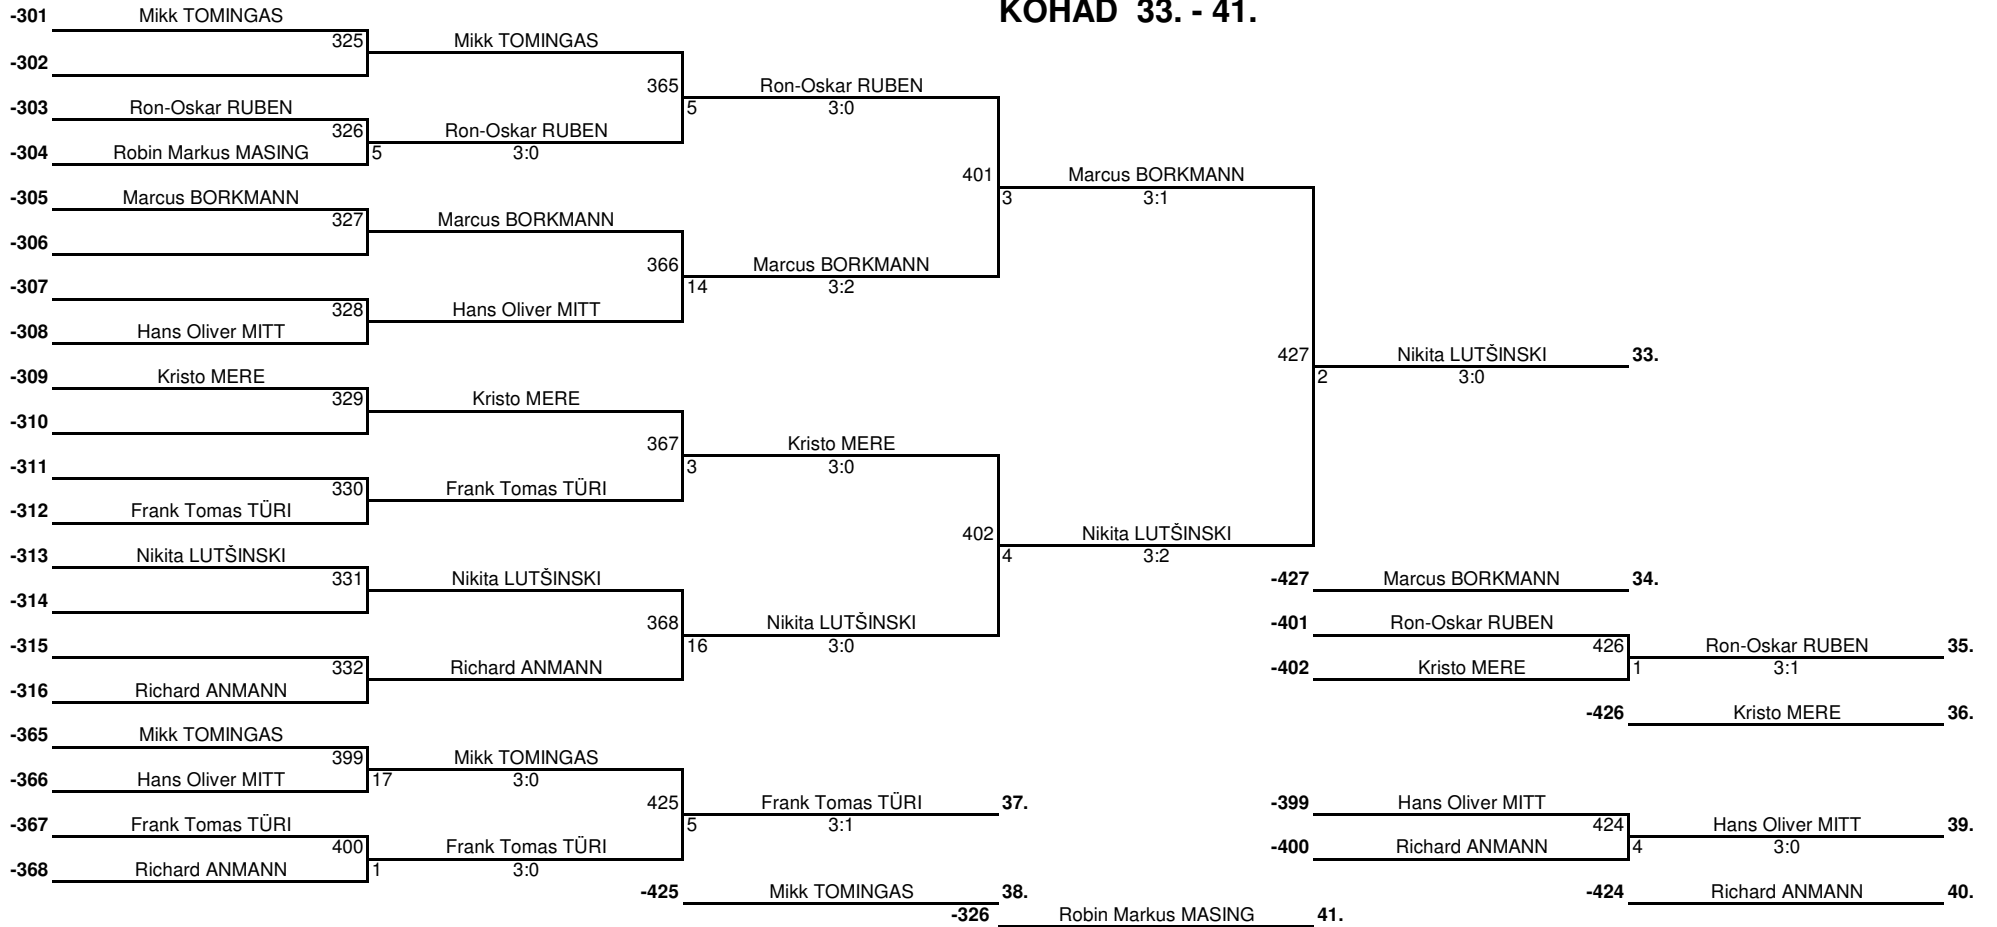 KOHAD 33. - 41.
-301 Mikk TOMINGAS
325 Mikk TOMINGAS
-302
365 Ron-Oskar RUBEN
-303 Ron-Oskar RUBEN 5 3:0
326 Ron-Oskar RUBEN
-304 Robin Markus MASING 5 3:0
401 Marcus BORKMANN
-305 Marcus BORKMANN 3 3:1
327 Marcus BORKMANN
-306
366 Marcus BORKMANN
-307 14 3:2
328 Hans Oliver MITT
-308 Hans Oliver MITT
427 Nikita LUTŠINSKI 33.
-309 Kristo MERE 2 3:0
329 Kristo MERE
-310
367 Kristo MERE
-311 3 3:0
330 Frank Tomas TÜRI
-312 Frank Tomas TÜRI
402 Nikita LUTŠINSKI
-313 Nikita LUTŠINSKI 4 3:2
331 Nikita LUTŠINSKI -427 Marcus BORKMANN 34.
-314
368 Nikita LUTŠINSKI -401 Ron-Oskar RUBEN
-315 16 3:0 426 Ron-Oskar RUBEN 35.
332 Richard ANMANN -402 Kristo MERE 1 3:1
-316 Richard ANMANN
-426 Kristo MERE 36.
-365 Mikk TOMINGAS
399 Mikk TOMINGAS
-366 Hans Oliver MITT 17 3:0
425 Frank Tomas TÜRI 37. -399 Hans Oliver MITT
-367 Frank Tomas TÜRI 5 3:1 424 Hans Oliver MITT 39.
400 Frank Tomas TÜRI -400 Richard ANMANN 4 3:0
-368 Richard ANMANN 1 3:0
-425 Mikk TOMINGAS 38. -424 Richard ANMANN 40.
-326 Robin Markus MASING 41.